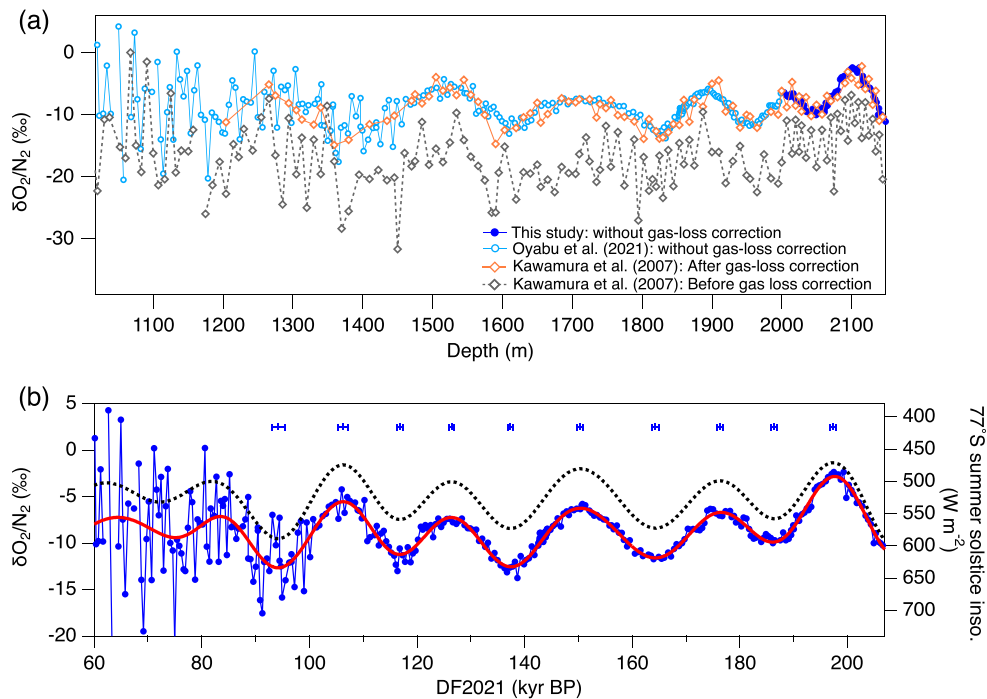 (a)
0
-10
-20
-30
δO2/N2 (‰)
This study: without gas-loss correction
Oyabu et al. (2021): without gas-loss correction
Kawamura et al. (2007): After gas-loss correction
Kawamura et al. (2007): Before gas loss correction
1100 1200 1300 1400 1500 1600 1700 1800 1900 2000 2100
Depth (m)
(b)
5
0
-5
-10
-15
-20
δO2/N2 (‰)
400
450
500
550
600
650
700
77°S summer solstice inso.
(W m-2)
60 80 100 120 140 160 180 200
DF2021 (kyr BP)